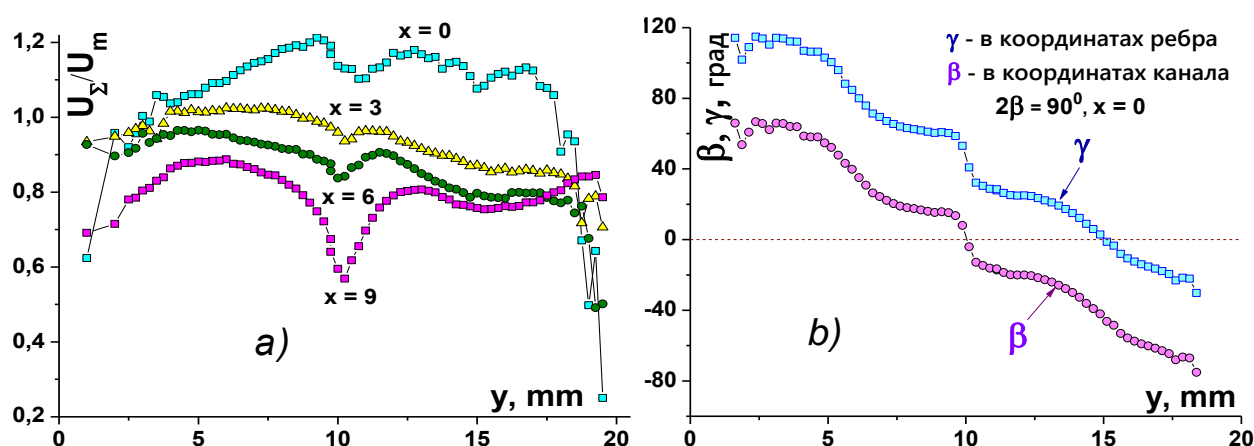 1,2
1,0
0,8
0,6
0,4
0,2
U_Σ/U_m
x = 0
x = 3
x = 6
x = 9
a)
y, mm
0
5
10
15
20
120
80
40
0
-40
-80
β, γ, град
γ - в координатах ребра
β - в координатах канала
2β = 90⁰, x = 0
γ
β
b)
y, mm
0
5
10
15
20